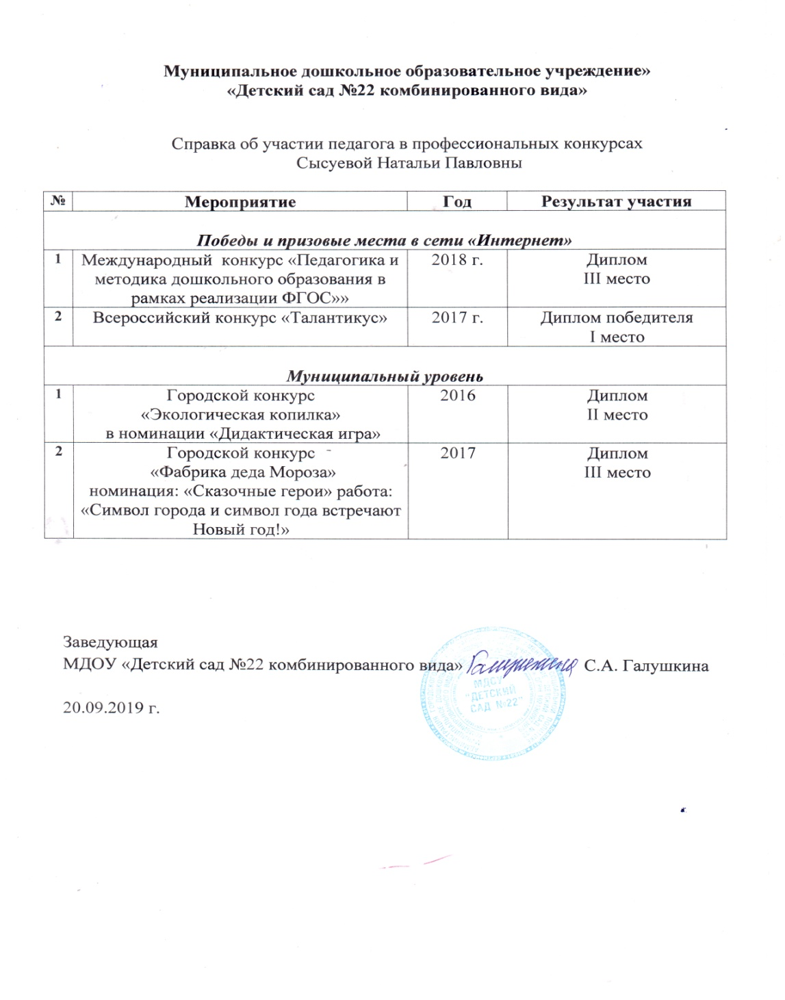 Муниципальное дошкольное образовательное учреждение»
«Детский сад №22 комбинированного вида»
Справка об участии педагога в профессиональных конкурсах
Сысуевой Натальи Павловны
№ Мероприятие Год Результат участия
Победы и призовые места в сети «Интернет»
1 Международный конкурс «Педагогика и 2018 г. Диплом
методика дошкольного образования в III место
рамках реализации ФГОС»»
2 Всероссийский конкурс «Талантикус» 2017 г. Диплом победителя
I место
Муниципальный уровень
1 Городской конкурс 2016 Диплом
«Экологическая копилка» II место
в номинации «Дидактическая игра»
2 Городской конкурс 2017 Диплом
«Фабрика деда Мороза» III место
номинация: «Сказочные герои» работа:
«Символ города и символ года встречают
Новый год!»
Заведующая
МДОУ «Детский сад №22 комбинированного вида» Галушкина С.А. Галушкина
МДОУ
"ДЕТСКИЙ
САД №22"
20.09.2019 г.